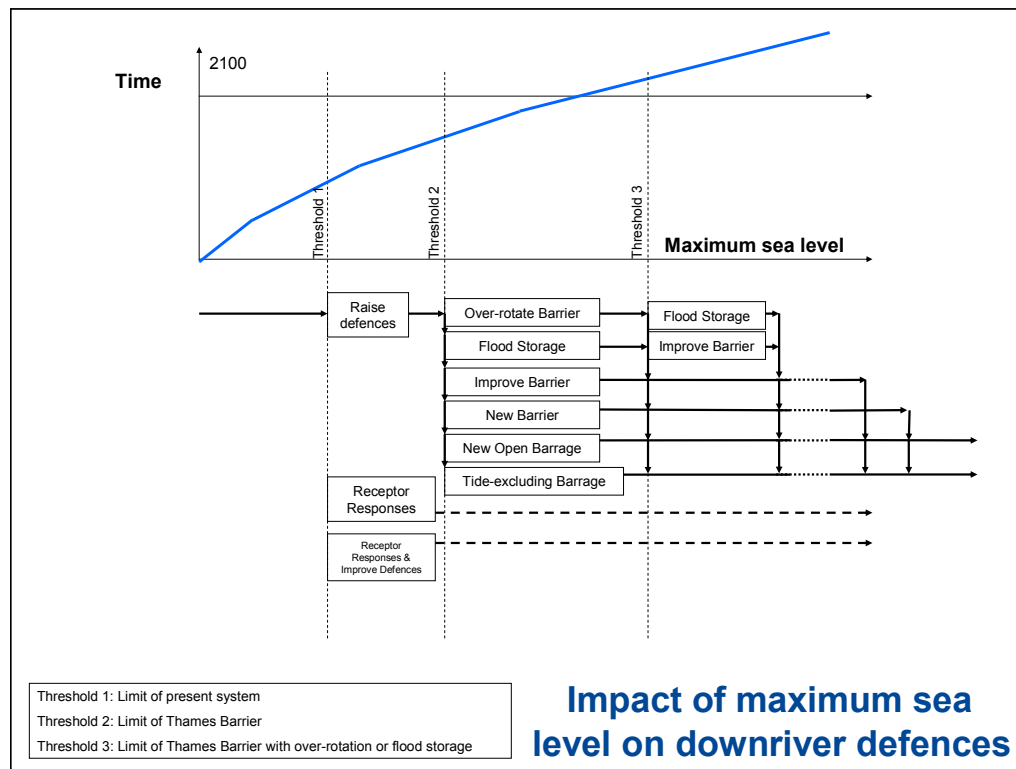 2100
Time
Threshold 1
Threshold 2
Threshold 3
Maximum sea level
Raise
defences
Over-rotate Barrier
Flood Storage
Flood Storage
Improve Barrier
Improve Barrier
New Barrier
New Open Barrage
Tide-excluding Barrage
Receptor
Responses
Receptor
Responses &
Improve Defences
Threshold 1: Limit of present system
Threshold 2: Limit of Thames Barrier
Threshold 3: Limit of Thames Barrier with over-rotation or flood storage
Impact of maximum sea
level on downriver defences